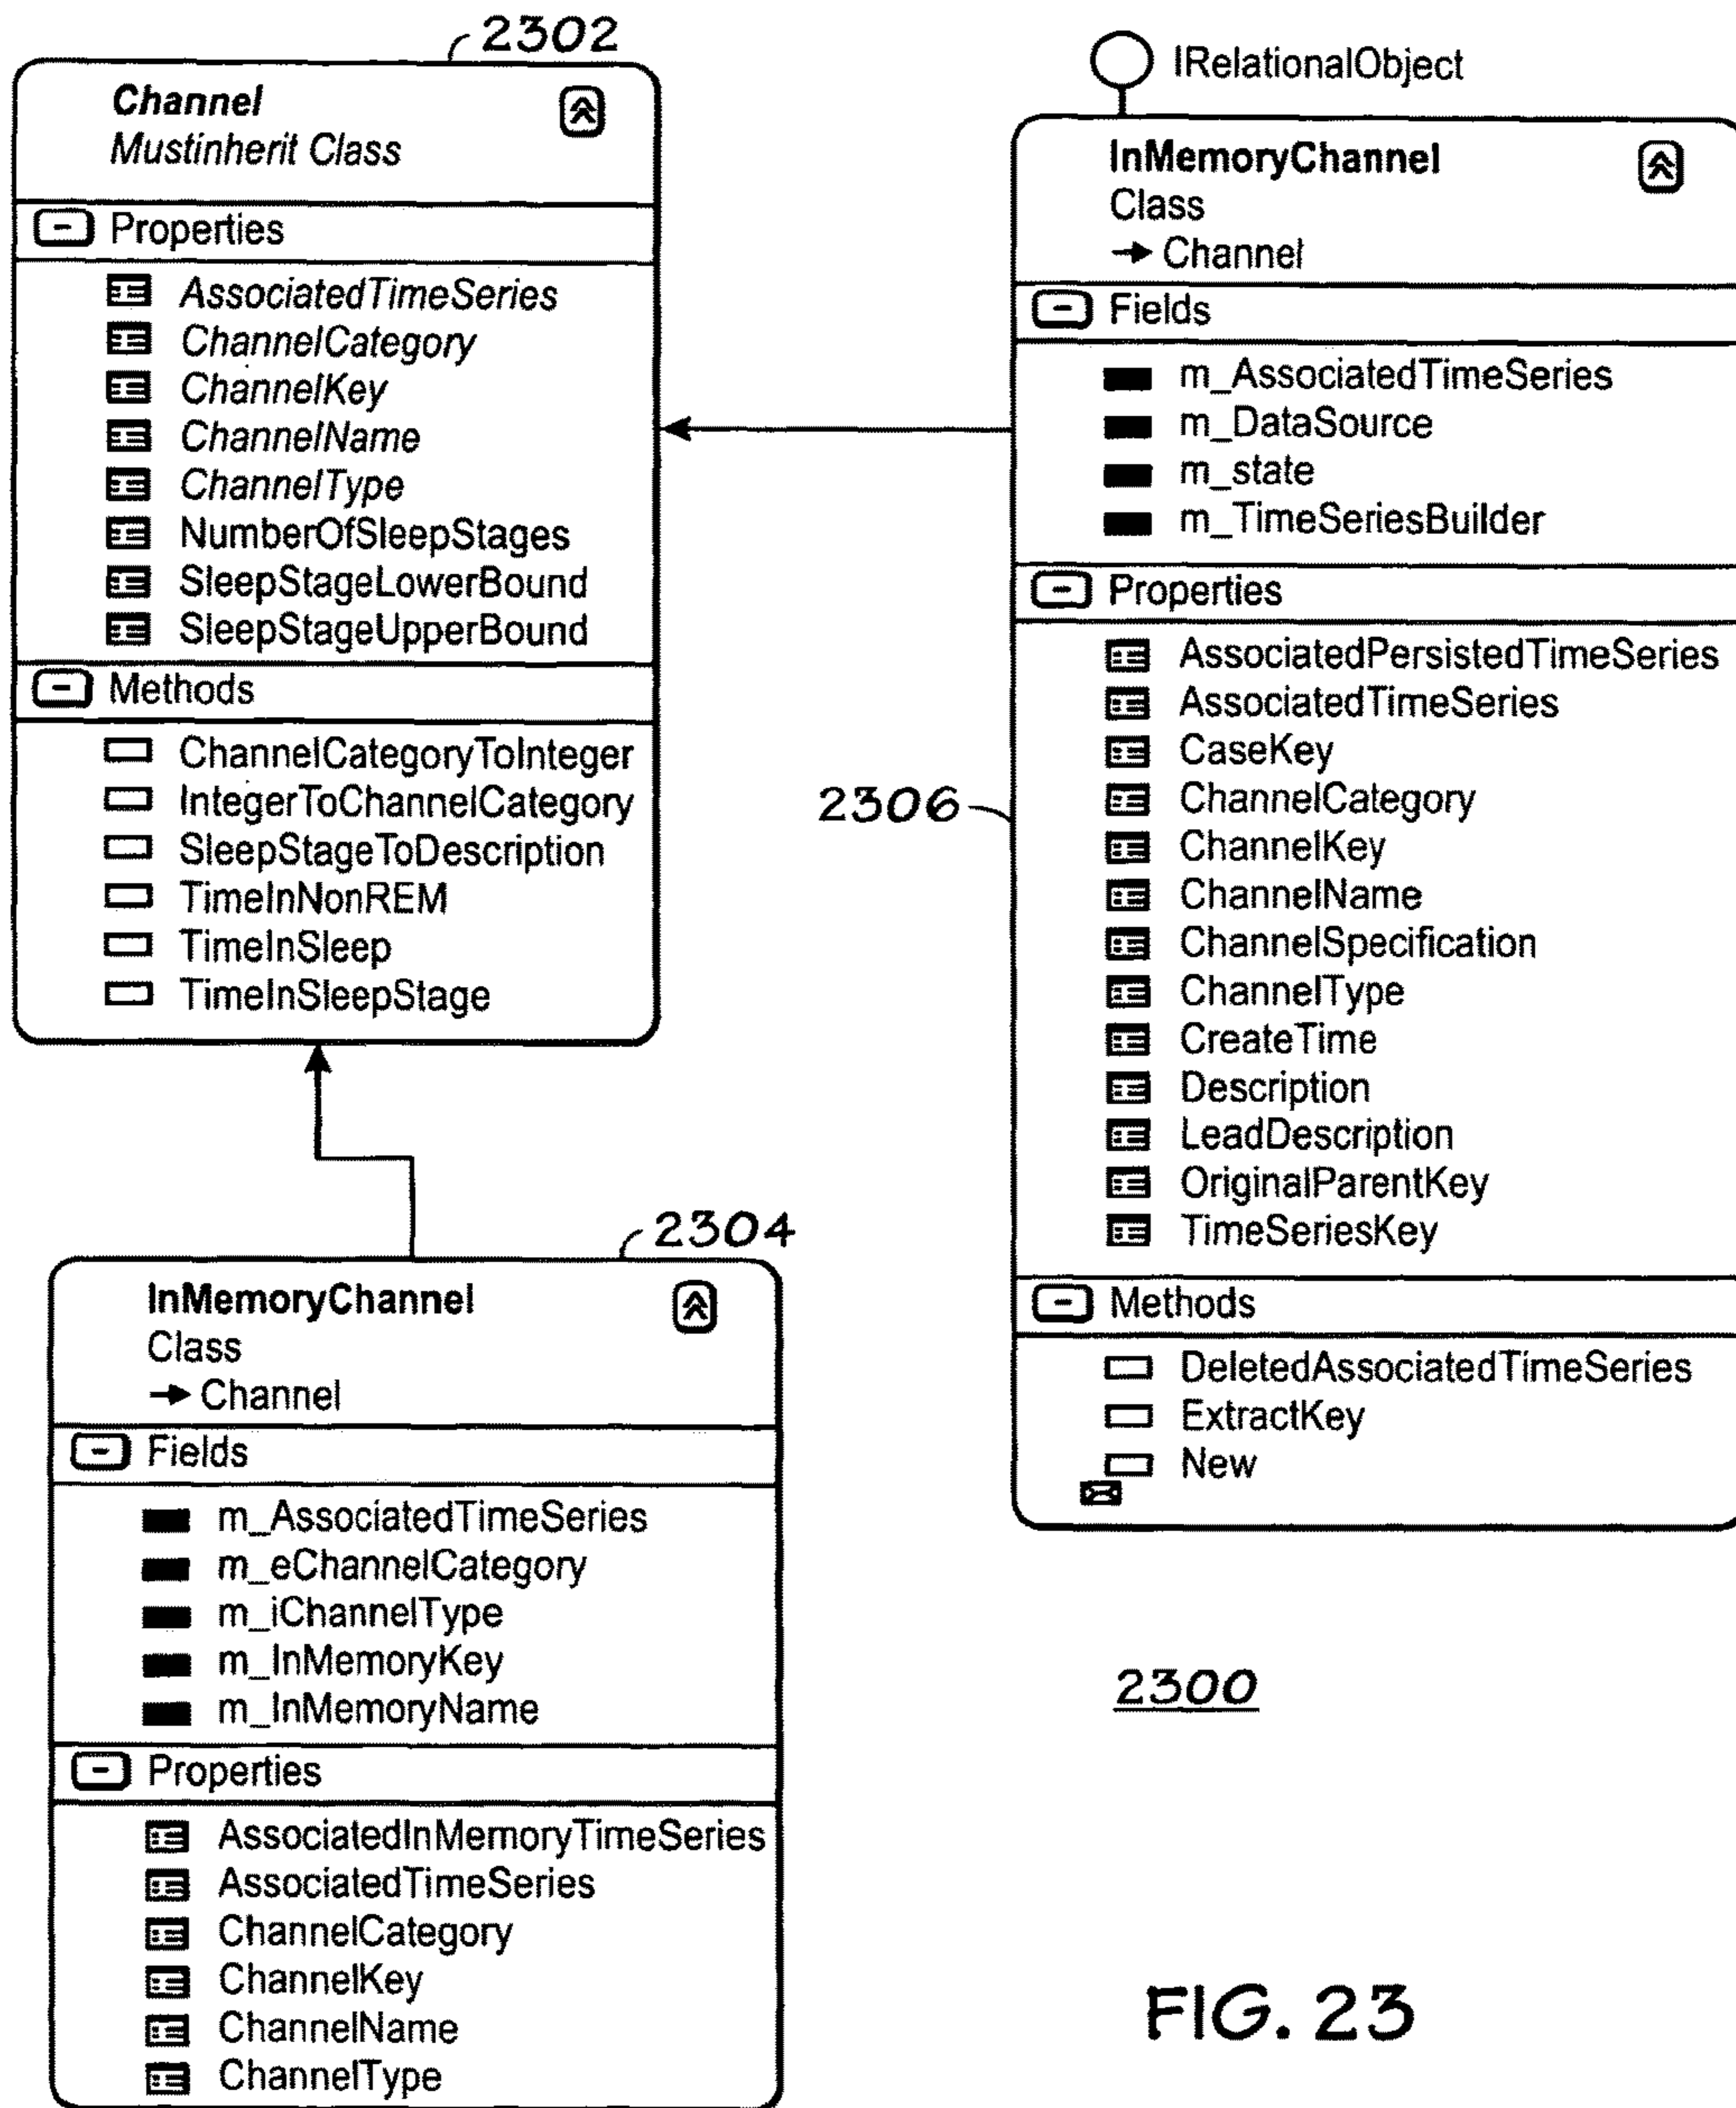 2302
Channel
Mustinherit Class
Properties
AssociatedTimeSeries
ChannelCategory
ChannelKey
ChannelName
ChannelType
NumberOfSleepStages
SleepStageLowerBound
SleepStageUpperBound
Methods
ChannelCategoryToInteger
IntegerToChannelCategory
SleepStageToDescription
TimeInNonREM
TimeInSleep
TimeInSleepStage
IRelationalObject
InMemoryChannel
Class
Channel
Fields
m_AssociatedTimeSeries
m_DataSource
m_state
m_TimeSeriesBuilder
Properties
AssociatedPersistedTimeSeries
AssociatedTimeSeries
CaseKey
ChannelCategory
ChannelKey
ChannelName
ChannelSpecification
ChannelType
CreateTime
Description
LeadDescription
OriginalParentKey
TimeSeriesKey
Methods
DeletedAssociatedTimeSeries
ExtractKey
New
2306
2304
InMemoryChannel
Class
Channel
Fields
m_AssociatedTimeSeries
m_eChannelCategory
m_iChannelType
m_InMemoryKey
m_InMemoryName
Properties
AssociatedInMemoryTimeSeries
AssociatedTimeSeries
ChannelCategory
ChannelKey
ChannelName
ChannelType
2300
FIG. 23